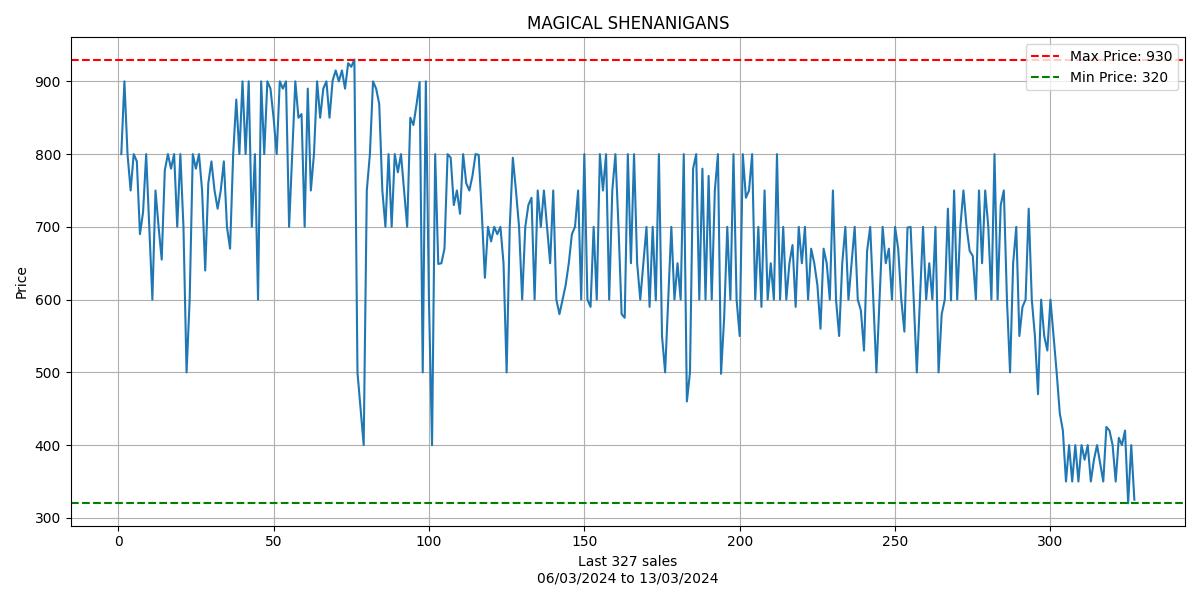 MAGICAL SHENANIGANS
Max Price: 930
Min Price: 320
Price
900
800
700
600
500
400
300
0 50 100 150 200 250 300
Last 327 sales
06/03/2024 to 13/03/2024